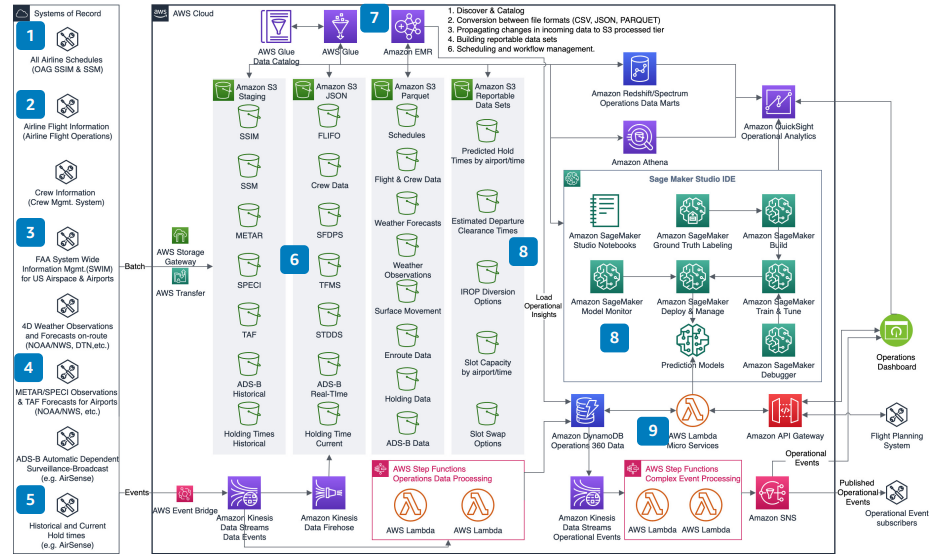 Systems of Record
1
All Airline Schedules
(OAG SSIM & SSM)
2
Airline Flight Information
(Airline Flight Operations)
Crew Information
(Crew Mgmt. System)
3
FAA System Wide
Information Mgmt.(SWIM)
for US Airspace & Airports
4D Weather Observations
and Forecasts on-route
(NOAA/NWS, DTN,etc.)
4
METAR/SPECI Observations
& TAF Forecasts for Airports
(NOAA/NWS, etc.)
ADS-B Automatic Dependent
Surveillance-Broadcast
(e.g. AirSense)
5
Historical and Current
Hold times
(e.g. AirSense)
Batch
Events
aws
AWS Cloud
AWS Storage
Gateway
AWS Transfer
AWS Event Bridge
AWS Glue
Data Catalog
AWS Glue
7
Amazon EMR
1. Discover & Catalog
2. Conversion between file formats (CSV, JSON, PARQUET)
3. Propagating changes in incoming data to S3 processed tier
4. Building reportable data sets
6. Scheduling and workflow management.
Amazon S3
Staging
SSIM
SSM
METAR
SPECI
TAF
ADS-B
Historical
Holding Times
Historical
Amazon S3
JSON
FLIFO
Crew Data
SFDPS
6
TFMS
STDDS
ADS-B
Real-TIme
Holding Time
Current
Amazon S3
Parquet
Schedules
Flight & Crew Data
Weather Forecasts
Weather
Observations
Surface Movement
Enroute Data
Holding Data
ADS-B Data
Amazon S3
Reportable
Data Sets
Predicted Hold
Times by airport/time
Estimated Departure
Clearance Times
8
IROP Diversion
Options
Slot Capacity
by airport/time
Slot Swap
Options
Load
Operational
Insights
Amazon Redshift/Spectrum
Operations Data Marts
Amazon Athena
Amazon QuickSight
Operational Analytics
Sage Maker Studio IDE
Amazon SageMaker
Studio Notebooks
Amazon SageMaker
Ground Truth Labeling
Amazon SageMaker
Build
Amazon SageMaker
Model Monitor
Amazon SageMaker
Deploy & Manage
Amazon SageMaker
Train & Tune
8
Prediction Models
Amazon SageMaker
Debugger
Operations
Dashboard
Amazon DynamoDB
Operations 360 Data
9
AWS Lambda
Micro Services
Amazon API Gateway
Flight Planning
System
Operational
Events
Amazon Kinesis
Data Streams
Data Events
Amazon Kinesis
Data Firehose
AWS Step Functions
Operations Data Processing
AWS Lambda
AWS Lambda
Amazon Kinesis
Data Streams
Operational Events
AWS Step Functions
Complex Event Processing
AWS Lambda
AWS Lambda
Amazon SNS
Published
Operational
Events
Operational Event
subscribers